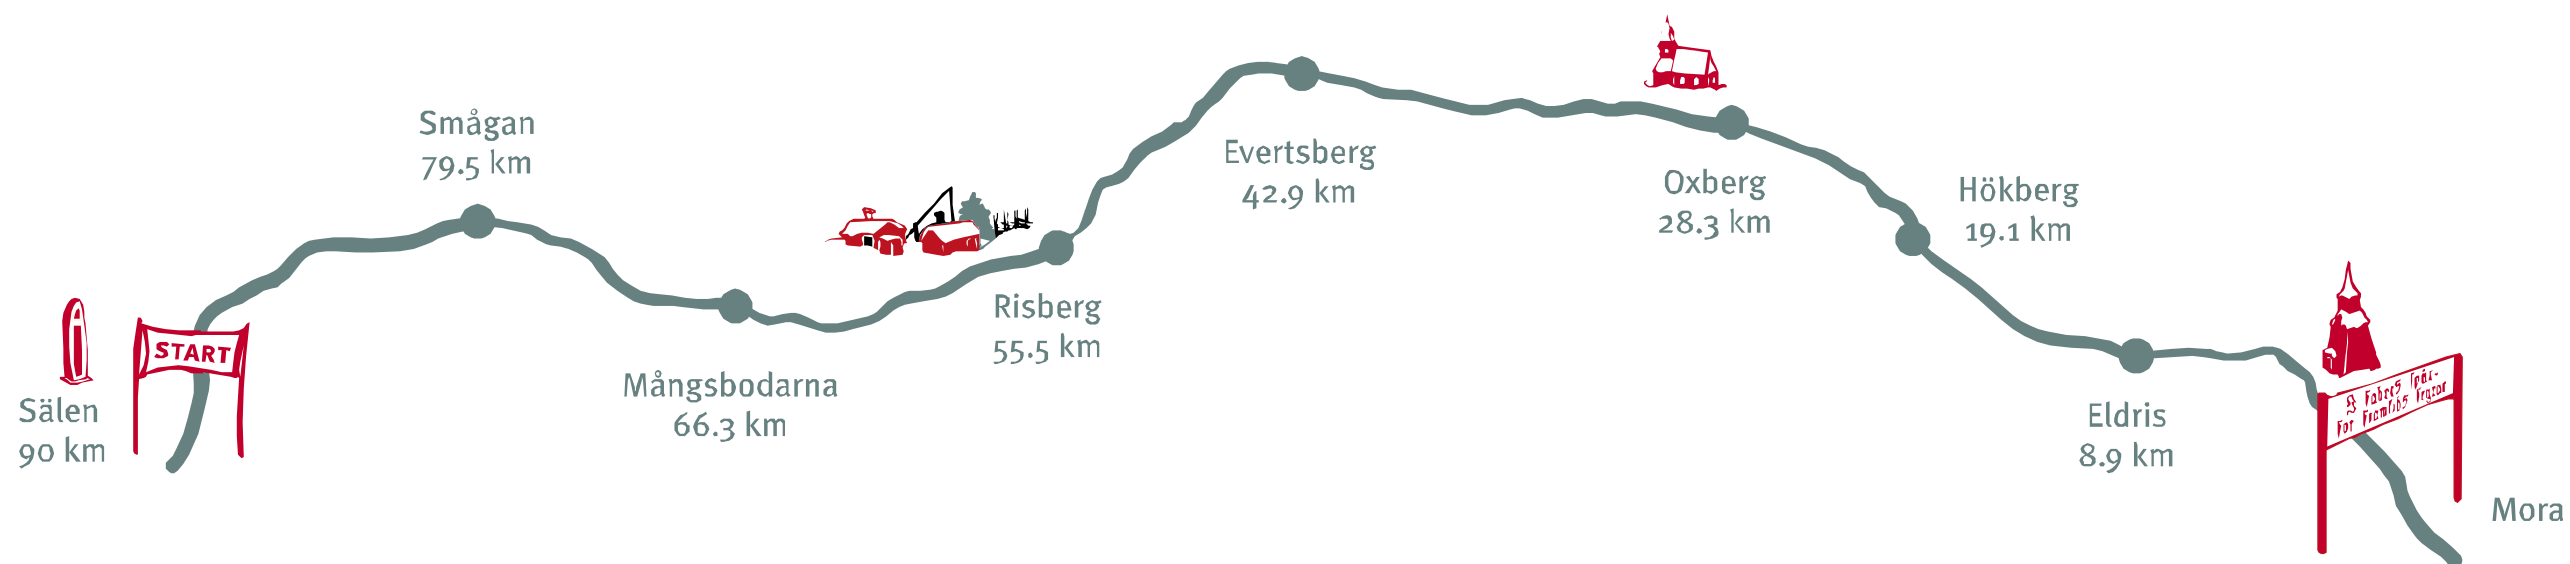 Smågan
79.5 km
Evertsberg
42.9 km
Oxberg
28.3 km
Hökberg
19.1 km
START
Sälen
90 km
Mångsbodarna
66.3 km
Risberg
55.5 km
Eldris
8.9 km
Mora